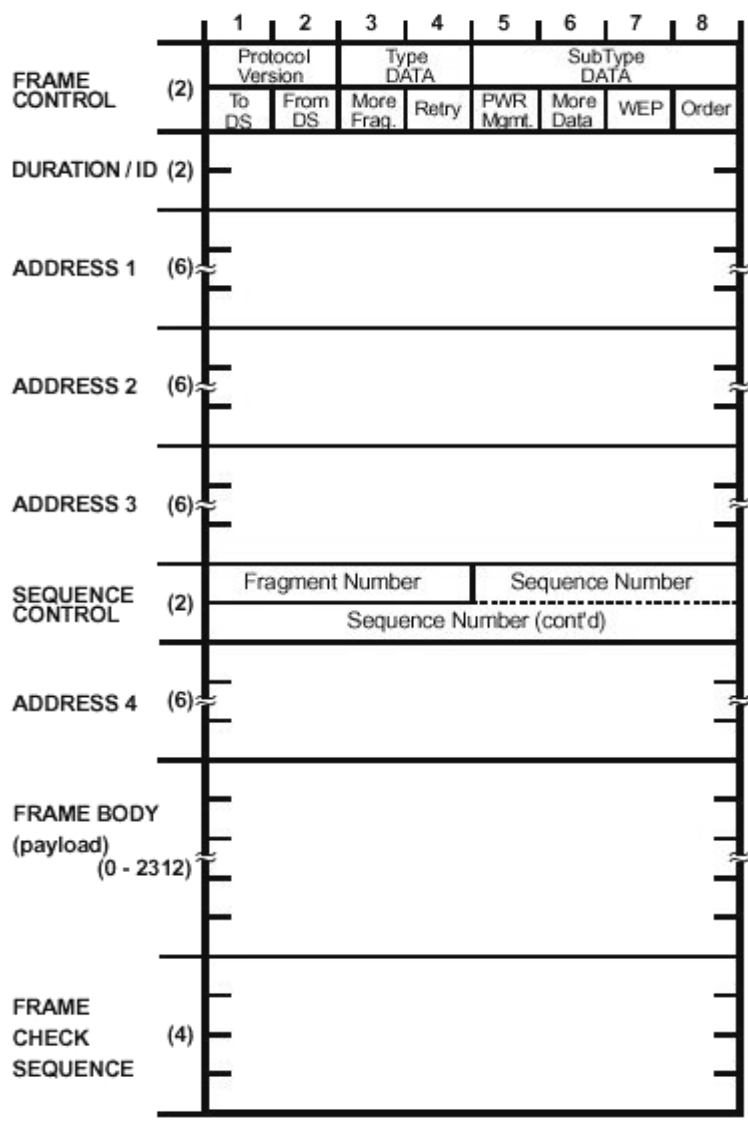 1 2 3 4 5 6 7 8
Protocol
Version
Type
DATA
SubType
DATA
FRAME
CONTROL
(2)
To
DS
From
DS
More
Frag.
Retry
PWR
Mgmt.
More
Data
WEP
Order
DURATION / ID (2)
ADDRESS 1 (6)
ADDRESS 2 (6)
ADDRESS 3 (6)
SEQUENCE
CONTROL
(2)
Fragment Number
Sequence Number
Sequence Number (cont'd)
ADDRESS 4 (6)
FRAME BODY
(payload)
(0 - 2312)
FRAME
CHECK
SEQUENCE
(4)